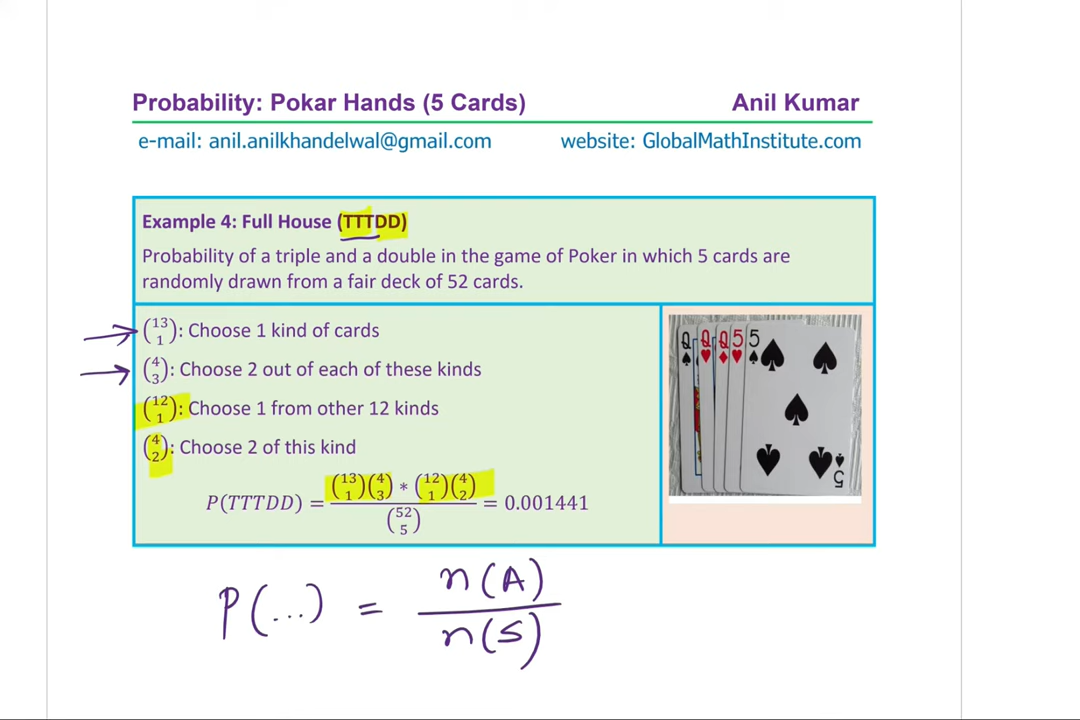 Probability: Pokar Hands (5 Cards) Anil Kumar
e-mail: anil.anilkhandelwal@gmail.com website: GlobalMathInstitute.com
Example 4: Full House (TTTDD)
Probability of a triple and a double in the game of Poker in which 5 cards are
randomly drawn from a fair deck of 52 cards.
(13 1): Choose 1 kind of cards
(4 3): Choose 2 out of each of these kinds
(12 1): Choose 1 from other 12 kinds
(4 2): Choose 2 of this kind
P(TTTDD) = (13 1)(4 3) * (12 1)(4 2) / (52 5) = 0.001441
Q Q Q 5 5
5
P(...) = n(A) / n(S)